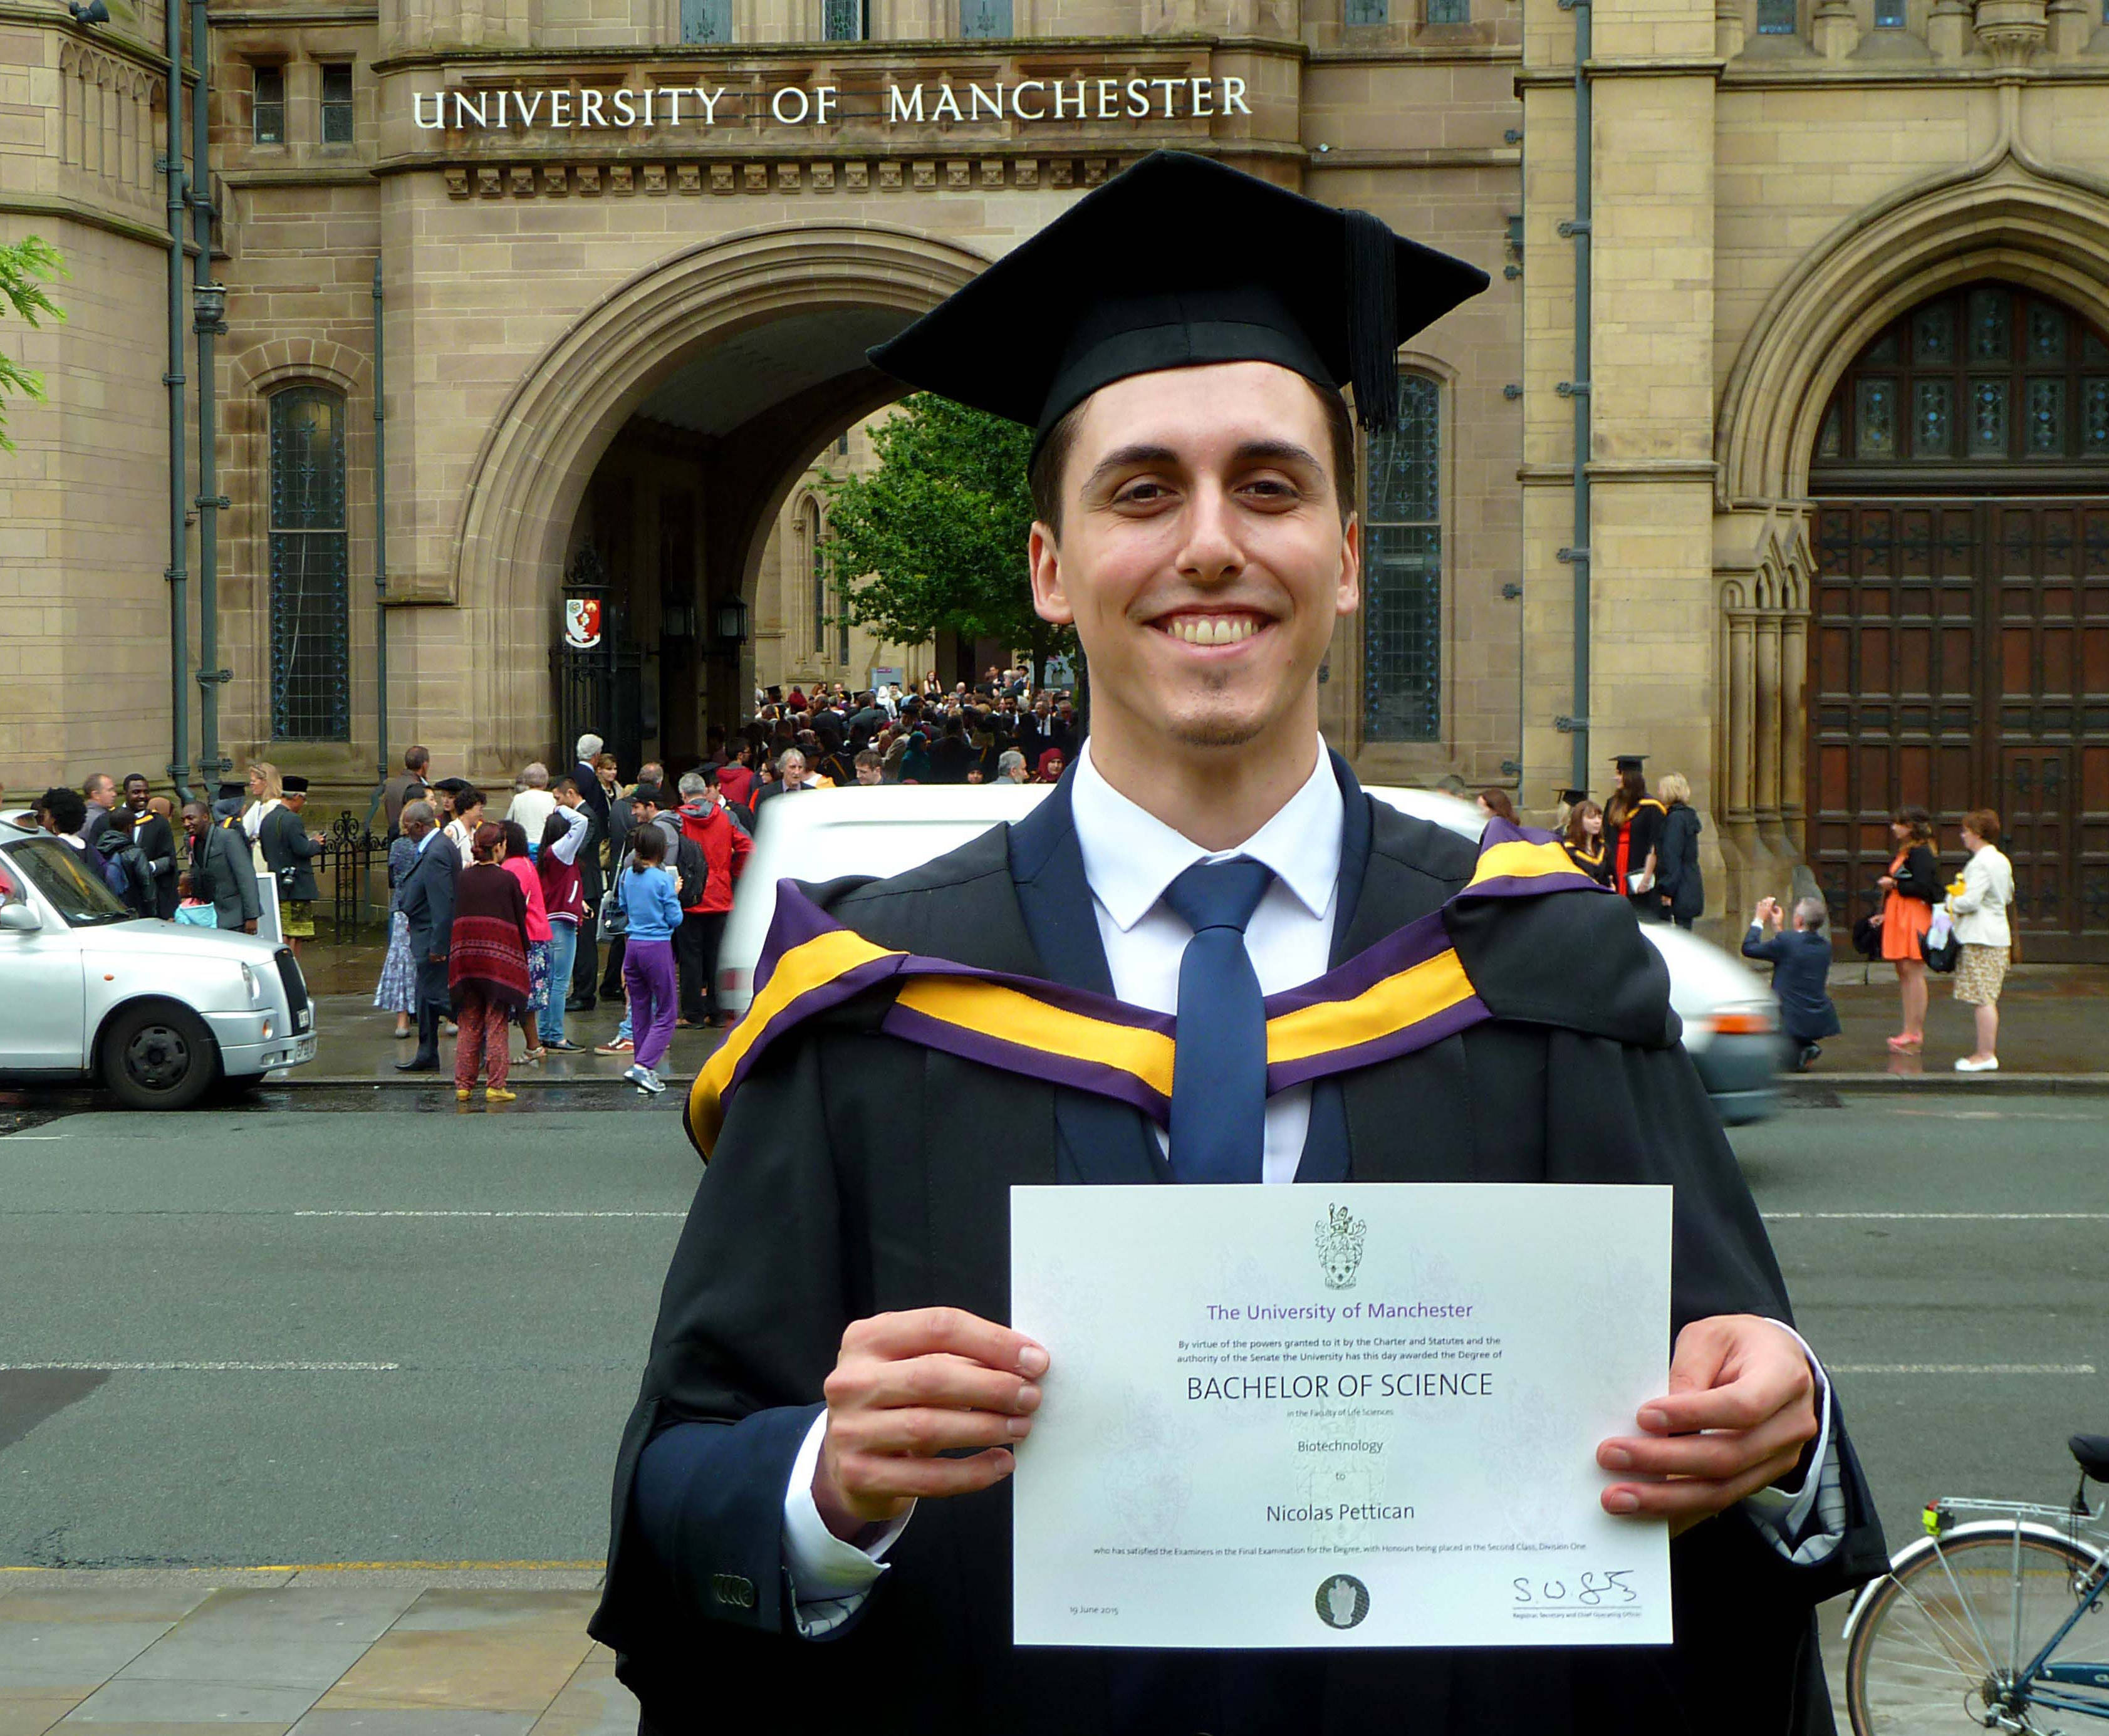 UNIVERSITY OF MANCHESTER
The University of Manchester
By virtue of the powers granted to it by the Charter and Statutes and the
authority of the Senate the University has this day awarded the Degree of
BACHELOR OF SCIENCE
in the Faculty of Life Sciences
Biotechnology
to
Nicolas Pettican
who has satisfied the Examiners in the Final Examination for the Degree, with Honours being placed in the Second Class, Division One
19 June 2015
Registrar, Secretary and Chief Operating Officer